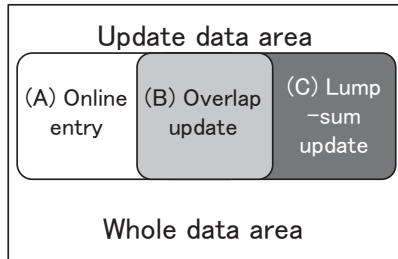 Update data area
(A) Online
entry
(B) Overlap
update
(C) Lump
-sum
update
Whole data area